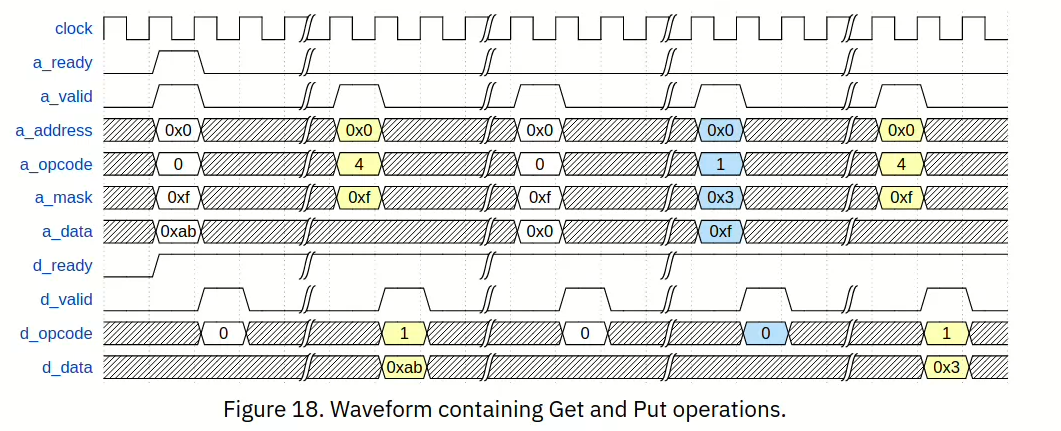 clock
a_ready
a_valid
a_address 0x0 0x0 0x0 0x0 0x0
a_opcode 0 4 0 1 4
a_mask 0xf 0xf 0xf 0x3 0xf
a_data 0xab 0x0 0xf
d_ready
d_valid
d_opcode 0 1 0 0 1
d_data 0xab 0x3
Figure 18. Waveform containing Get and Put operations.